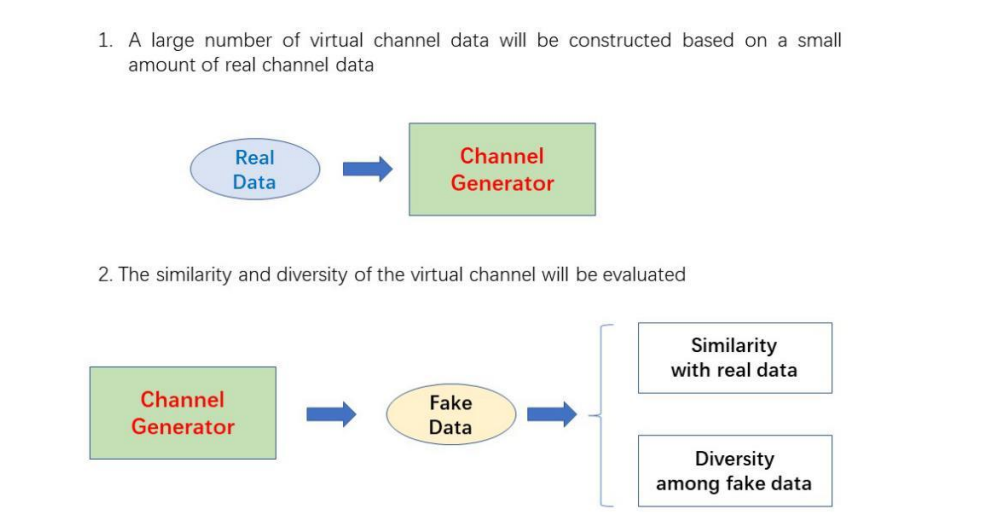 1. A large number of virtual channel data will be constructed based on a small
amount of real channel data
Real
Data
Channel
Generator
2. The similarity and diversity of the virtual channel will be evaluated
Channel
Generator
Fake
Data
Similarity
with real data
Diversity
among fake data